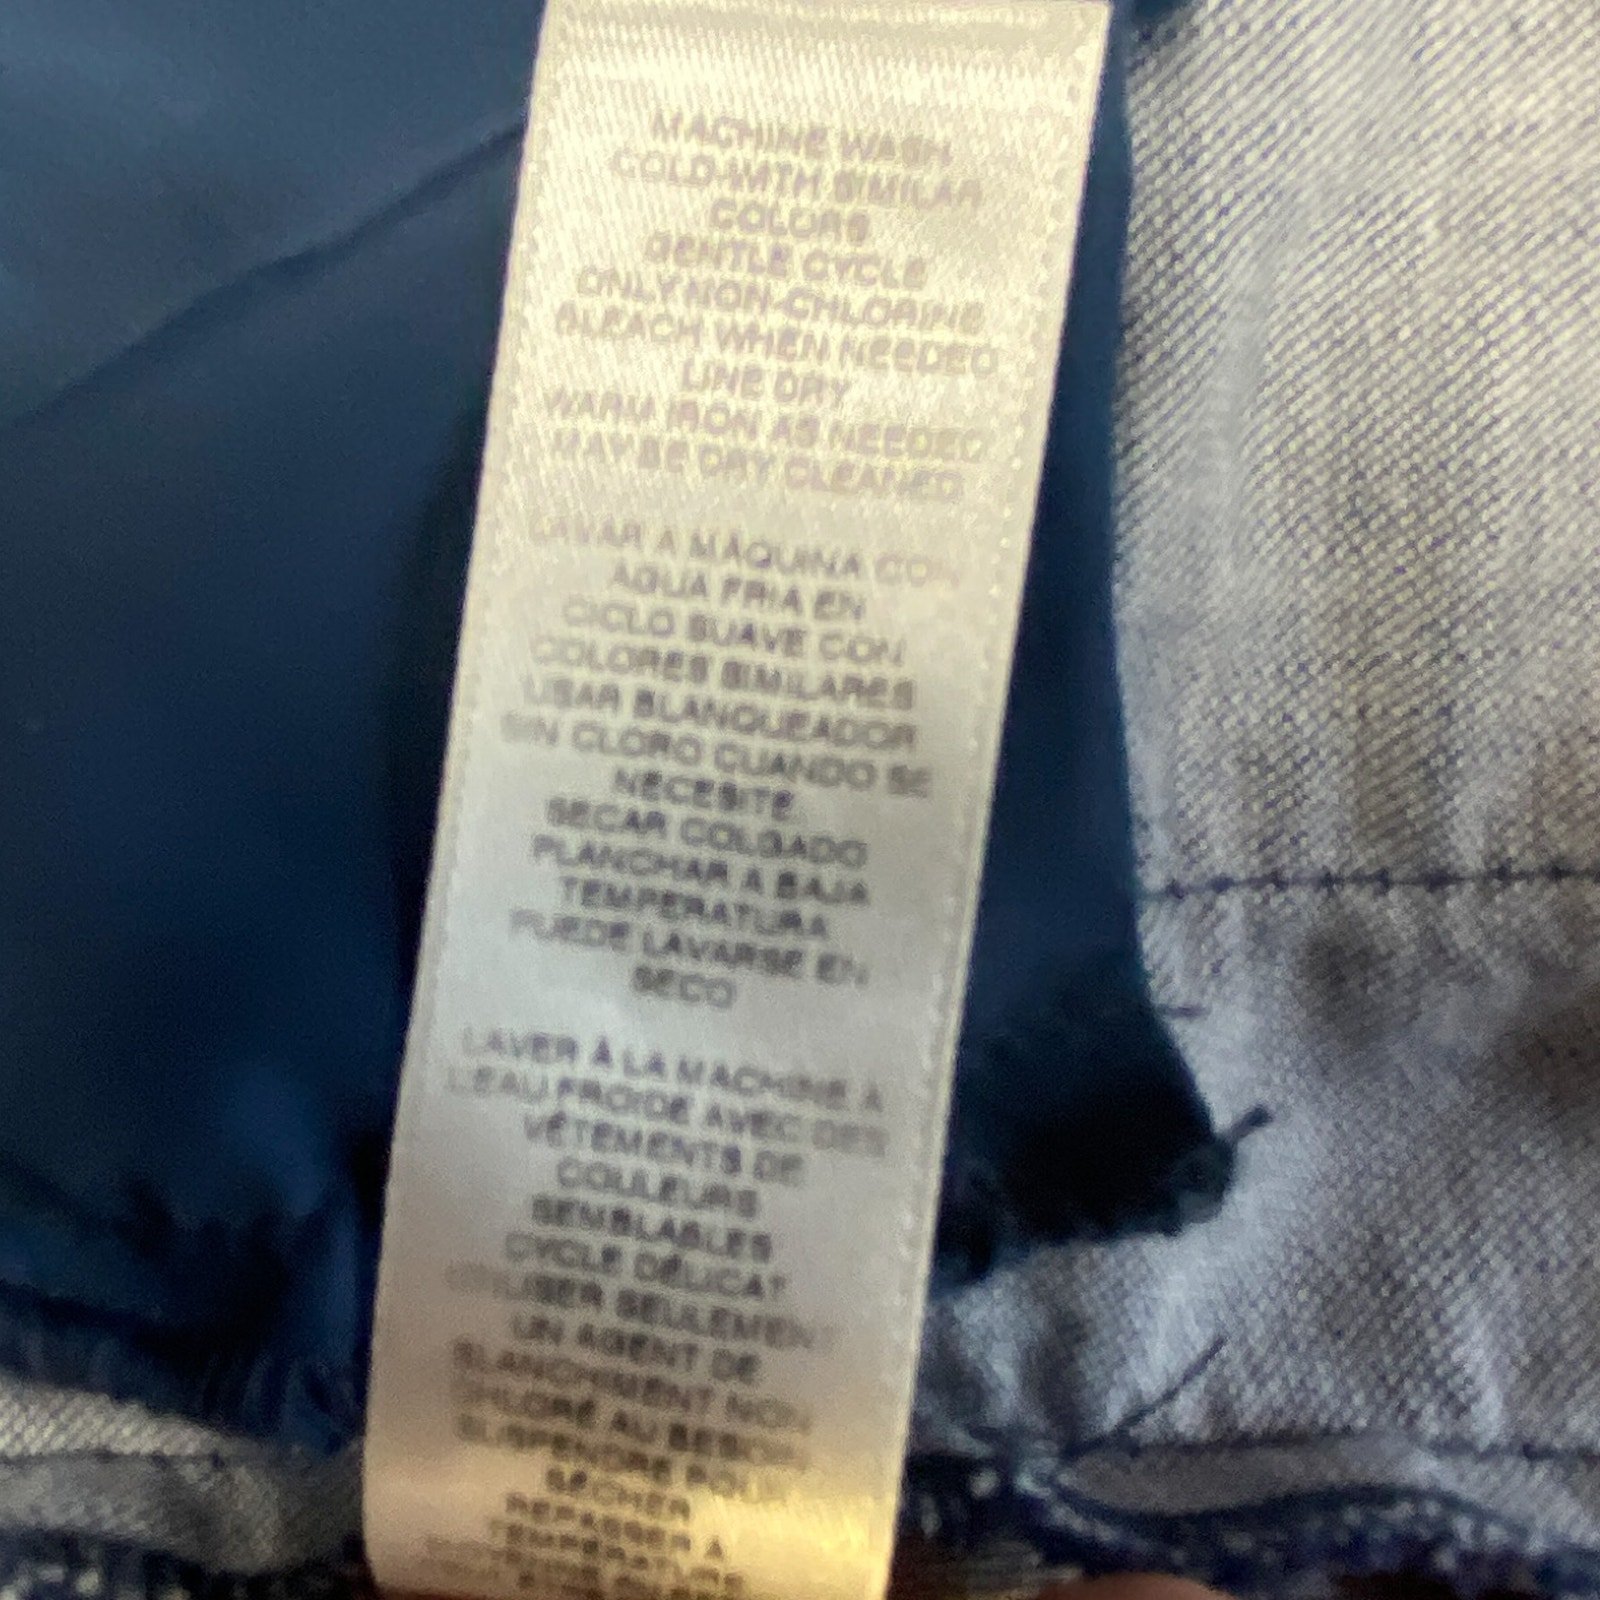 MACHINE WASH
COLD WITH SIMILAR
COLORS
GENTLE CYCLE
ONLY NON-CHLORINE
BLEACH WHEN NEEDED
LINE DRY
WARM IRON AS NEEDED
MAY BE DRY CLEANED
LAVAR A MÁQUINA CON
AGUA FRIA EN
CICLO SUAVE CON
COLORES SIMILARES
USAR BLANQUEADOR
SIN CLORO CUANDO SE
NECESITE.
SECAR COLGADO
PLANCHAR A BAJA
TEMPERATURA
PUEDE LAVARSE EN
SECO
LAVER À LA MACHINE A
L'EAU FROIDE AVEC DES
VÊTEMENTS DE
COULEURS
SEMBLABLES
CYCLE DÉLICAT
UTILISER SEULEMENT
UN AGENT DE
BLANCHIMENT NON
CHLORÉ AU BESOIN
SUSPENDRE POUR
SÉCHER
REPASSER À
TEMPÉRATURE